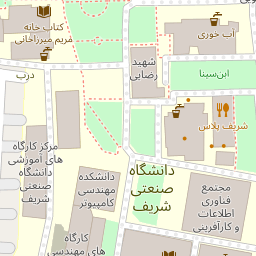 کتاب خانه
مریم میرزاخانی
آب خوری
شهید
رضایی
ابن‌سینا
درب
شریف پلاس
مرکز کارگاه
های آموزشی
دانشگاه
صنعتی
شریف
دانشکده
مهندسی
کامپیوتر
دانشگاه
صنعتی
شریف
مجتمع
فناوری
اطلاعات
و کارآفرینی
کارگاه
های مهندسی